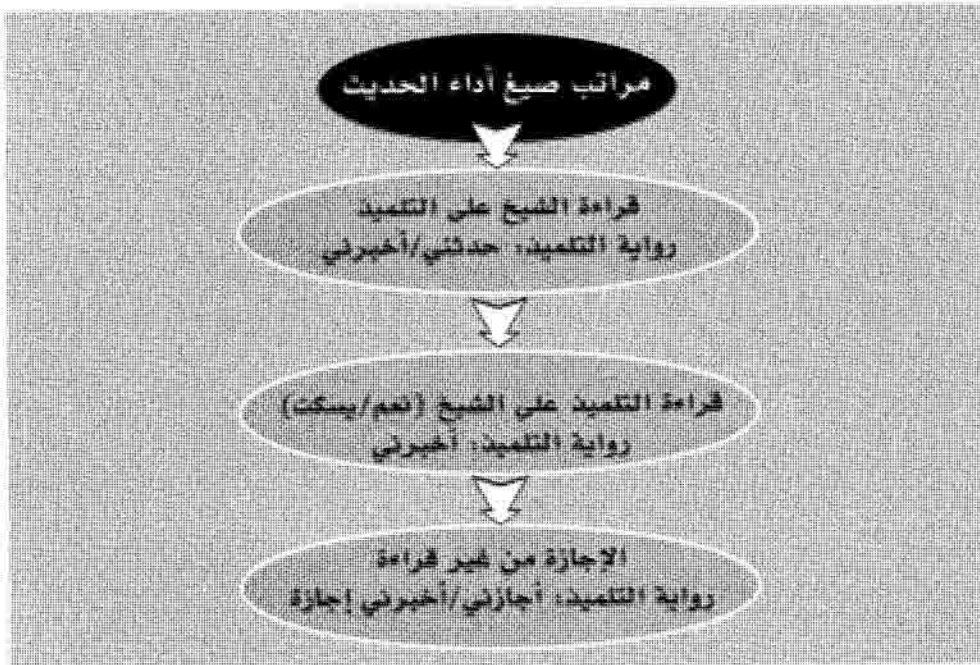 مراتب صيغ أداء الحديث
قراءة الشيخ على التلميذ
رواية التلميذ: حدثني/أخبرني
قراءة التلميذ على الشيخ (نعم/يسكت)
رواية التلميذ: أخبرني
الاجازة من غير قراءة
رواية التلميذ: أجازني/أخبرني إجازة